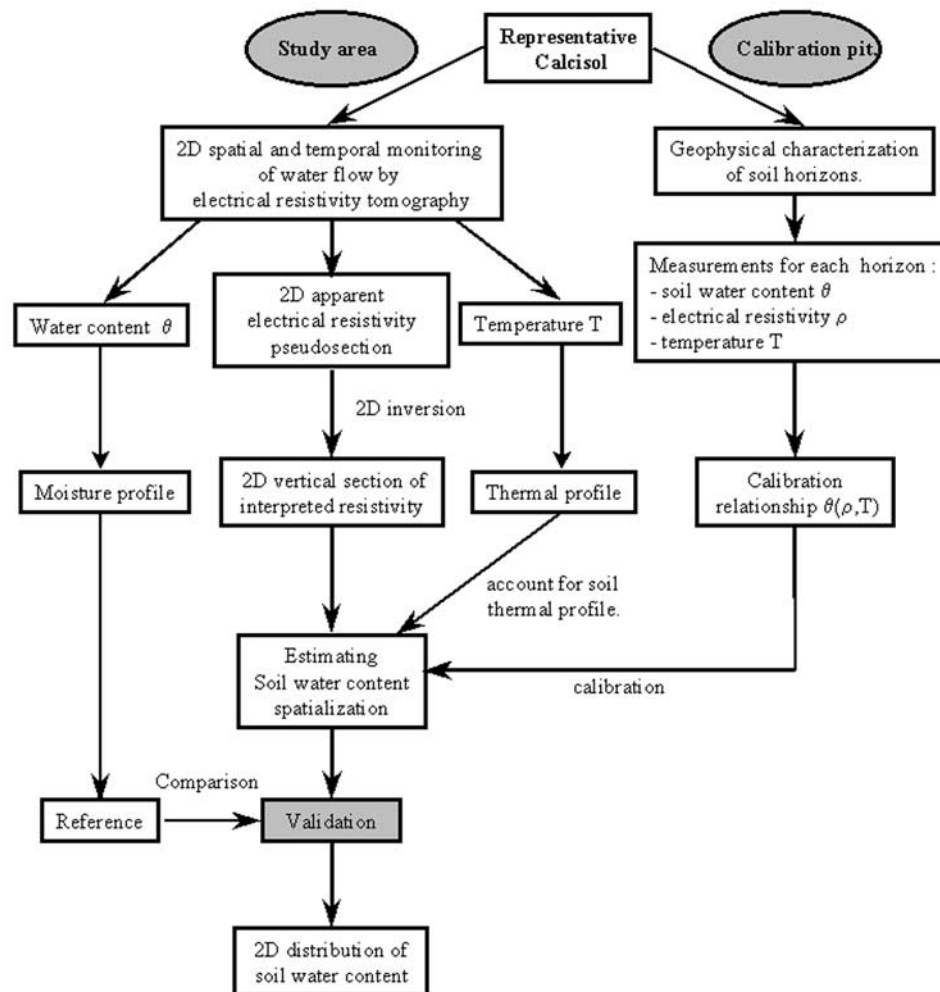 Study area
Representative
Calcisol
Calibration pit.
2D spatial and temporal monitoring
of water flow by
electrical resistivity tomography
Geophysical characterization
of soil horizons.
Water content θ
2D apparent
electrical resistivity
pseudosection
Temperature T
Measurements for each horizon :
- soil water content θ
- electrical resistivity ρ
- temperature T
2D inversion
Moisture profile
2D vertical section of
interpreted resistivity
Thermal profile
Calibration
relationship θ(ρ,T)
account for soil
thermal profile.
Estimating
Soil water content
spatialization
calibration
Comparison
Reference
Validation
2D distribution of
soil water content